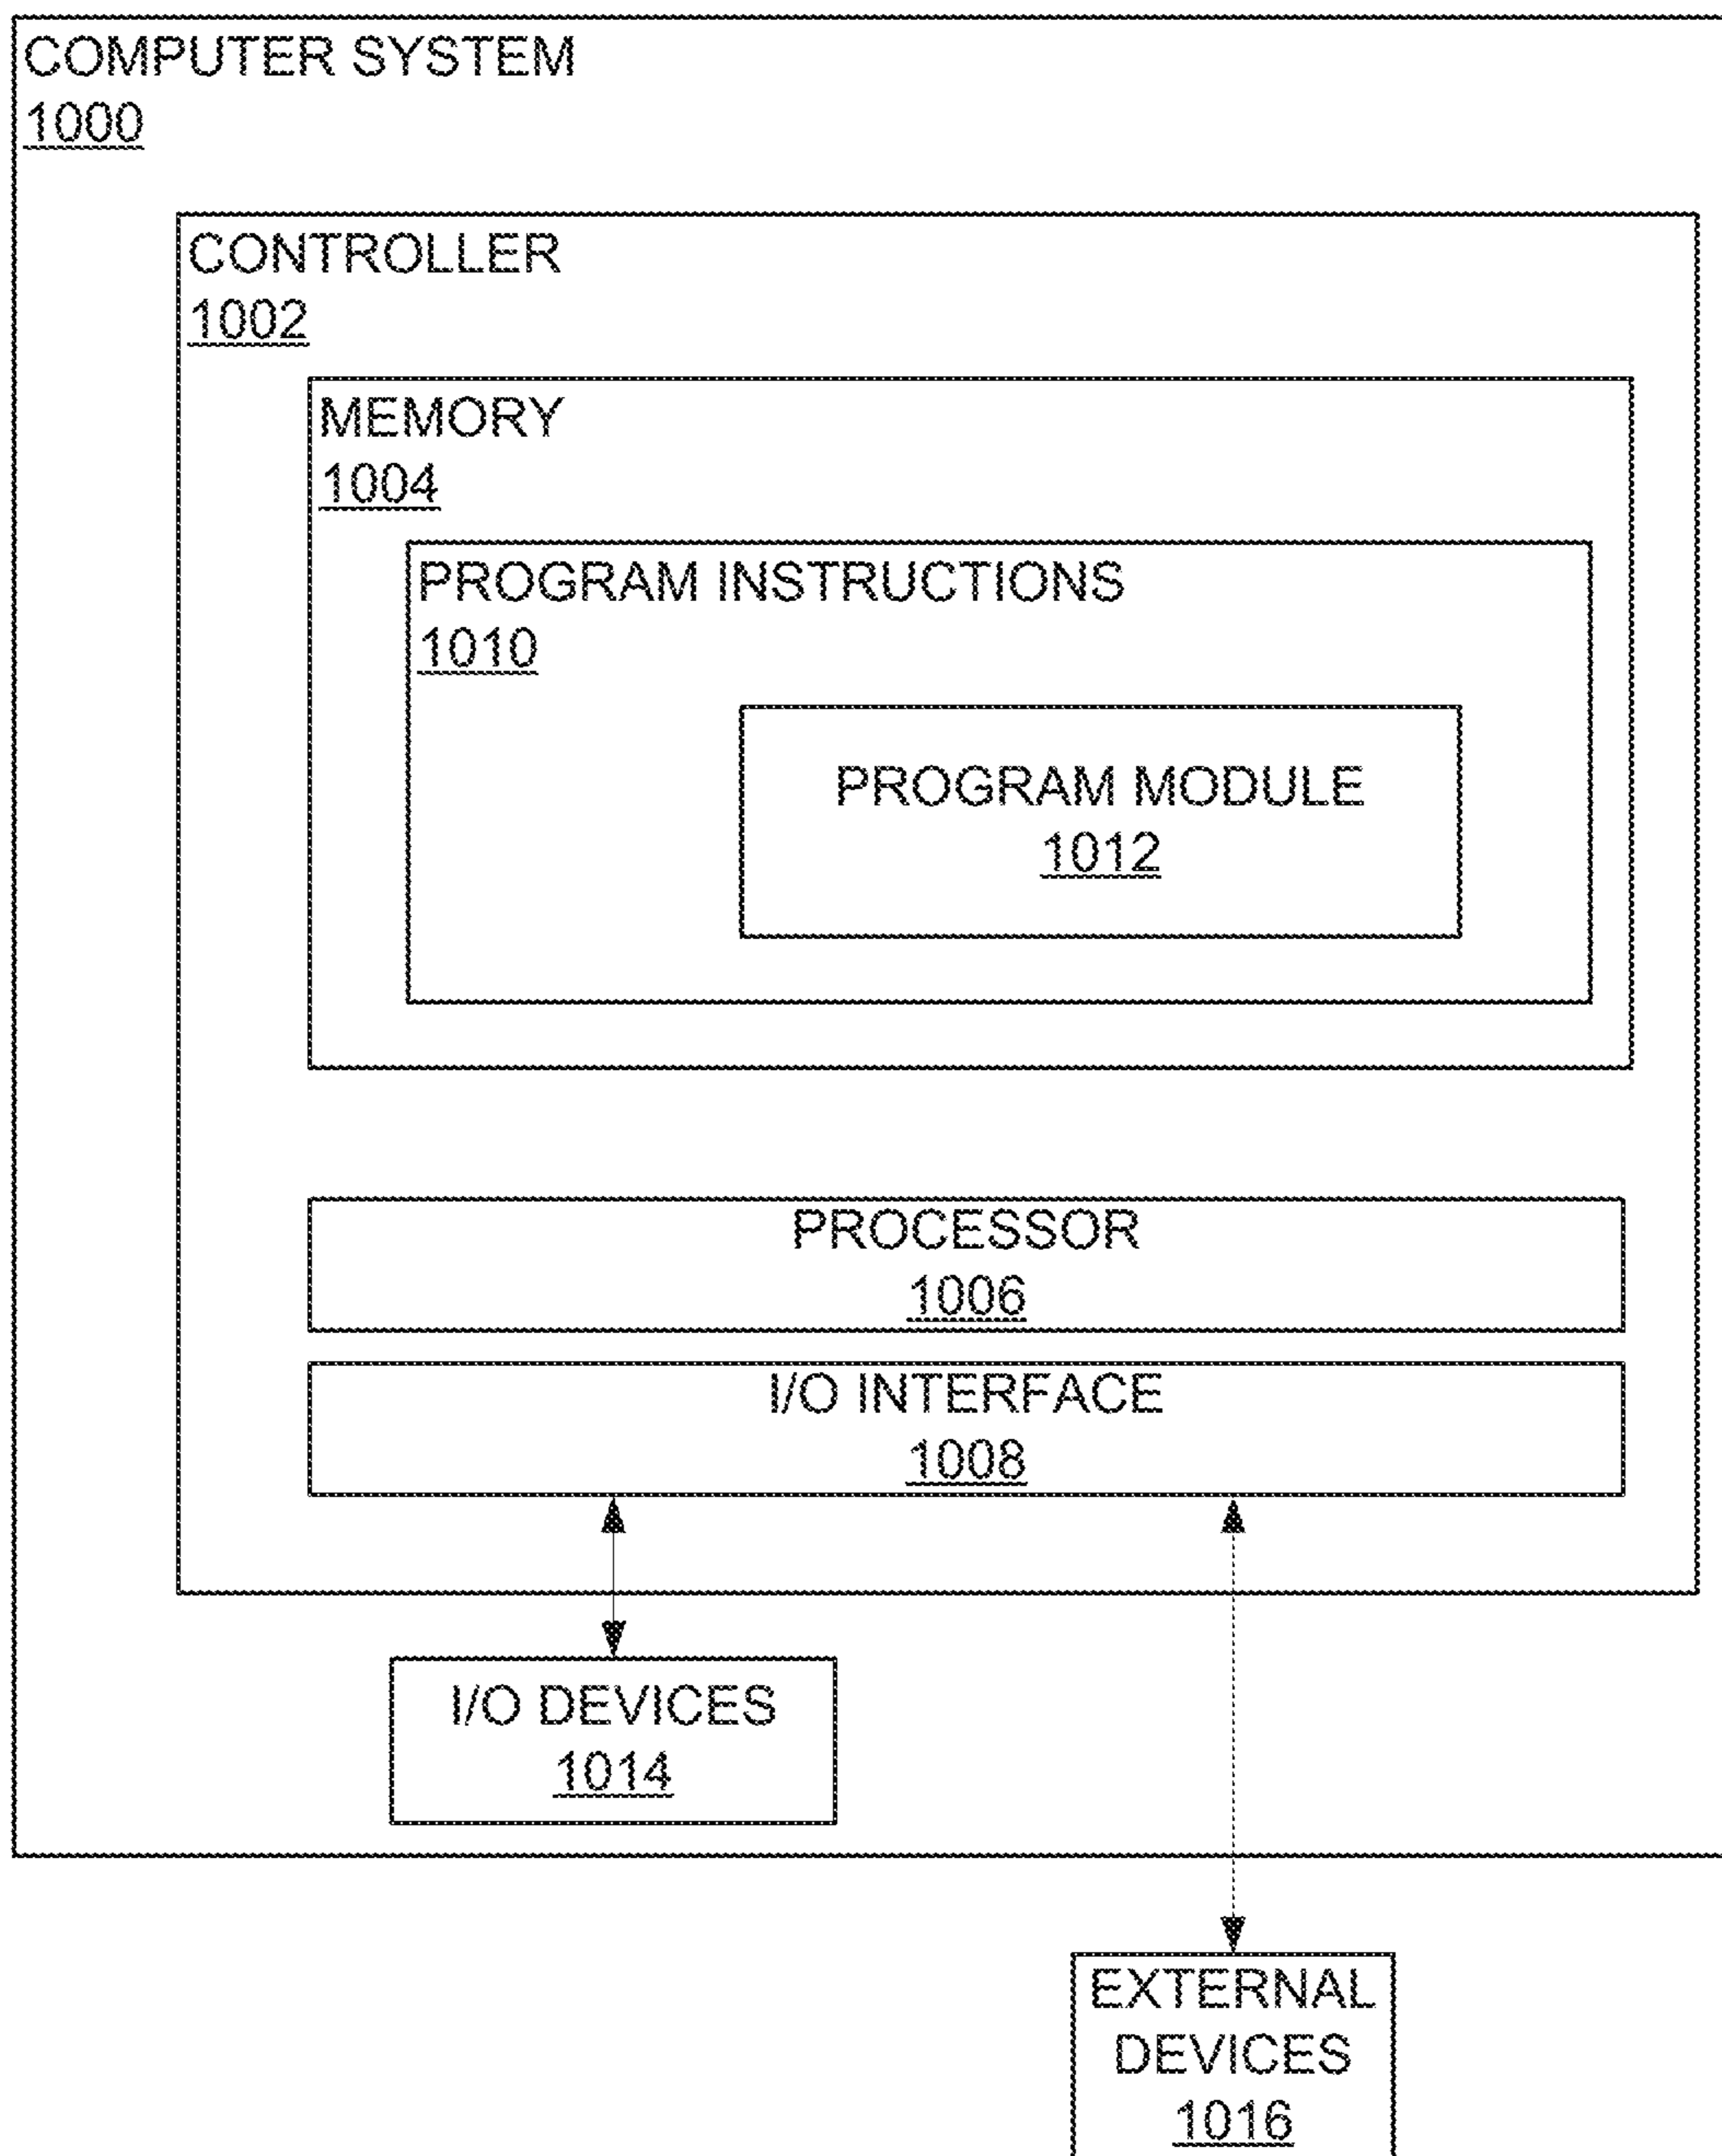 COMPUTER SYSTEM
1000
CONTROLLER
1002
MEMORY
1004
PROGRAM INSTRUCTIONS
1010
PROGRAM MODULE
1012
PROCESSOR
1006
I/O INTERFACE
1008
I/O DEVICES
1014
EXTERNAL
DEVICES
1016